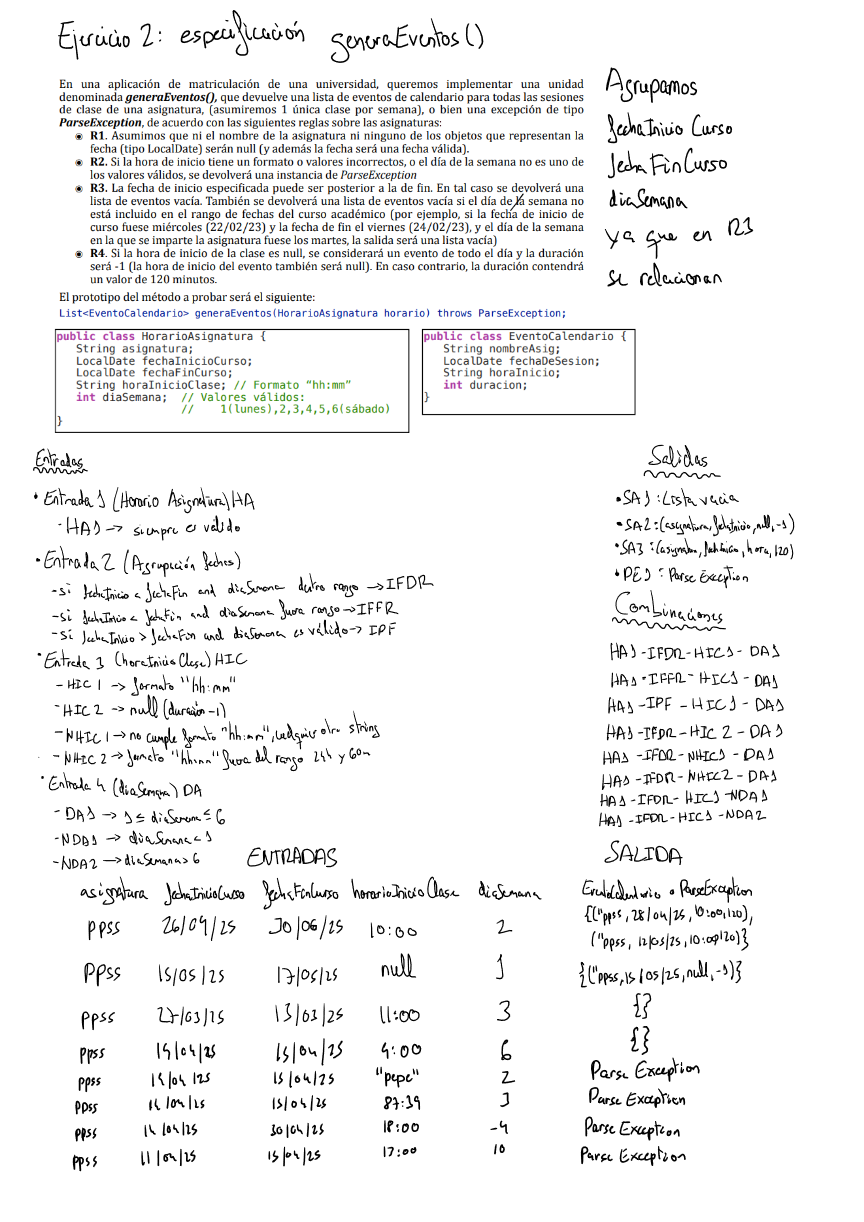 Ejercicio 2: especificación generaEventos()
En una aplicación de matriculación de una universidad, queremos implementar una unidad
denominada generaEventos(), que devuelve una lista de eventos de calendario para todas las sesiones
de clase de una asignatura, (asumiremos 1 única clase por semana), o bien una excepción de tipo
ParseException, de acuerdo con las siguientes reglas sobre las asignaturas:
◉ R1. Asumimos que ni el nombre de la asignatura ni ninguno de los objetos que representan la
fecha (tipo LocalDate) serán null (y además la fecha será una fecha válida).
◉ R2. Si la hora de inicio tiene un formato o valores incorrectos, o el día de la semana no es uno de
los valores válidos, se devolverá una instancia de ParseException
◉ R3. La fecha de inicio especificada puede ser posterior a la de fin. En tal caso se devolverá una
lista de eventos vacía. También se devolverá una lista de eventos vacía si el día de la semana no
está incluido en el rango de fechas del curso académico (por ejemplo, si la fecha de inicio de
curso fuese miércoles (22/02/23) y la fecha de fin el viernes (24/02/23), y el día de la semana
en la que se imparte la asignatura fuese los martes, la salida será una lista vacía)
◉ R4. Si la hora de inicio de la clase es null, se considerará un evento de todo el día y la duración
será -1 (la hora de inicio del evento también será null). En caso contrario, la duración contendrá
un valor de 120 minutos.
El prototipo del método a probar será el siguiente:
List<EventoCalendario> generaEventos(HorarioAsignatura horario) throws ParseException;
Agrupamos
fechaInicio Curso
fecha FinCurso
diaSemana
ya que en R3
se relacionan
public class HorarioAsignatura {
String asignatura;
LocalDate fechaInicioCurso;
LocalDate fechaFinCurso;
String horaInicioClase; // Formato "hh:mm"
int diaSemana; // Valores válidos:
// 1(lunes),2,3,4,5,6(sábado)
}
public class EventoCalendario {
String nombreAsig;
LocalDate fechaDeSesion;
String horaInicio;
int duracion;
}
Entradas
• Entrada 1 (Horario Asignatura) HA
- HA1 -> siempre es válido
• Entrada 2 (Agrupación fechas)
- si fechaInicio < fechaFin and diaSemana dentro rango -> IFDR
- si fechaInicio < fechaFin and diaSemana fuera rango -> IFFR
- Si fechaInicio > fechaFin and diaSemana es válido -> IPF
• Entrada 3 (horaInicioClase) HIC
- HIC 1 -> formato "hh:mm"
- HIC 2 -> null (duración -1)
- NHIC 1 -> no cumple formato "hh:mm", cualquier otro string
- NHIC 2 -> formato "hh:mm" fuera del rango 24h y 60m
• Entrada 4 (diaSemana) DA
- DA1 -> 1 ≤ diaSemana ≤ 6
- NDA1 -> diaSemana < 1
- NDA2 -> diaSemana > 6
Salidas
• SA1 : Lista vacia
• SA2 : (asignatura, fechaInicio, null, -1)
• SA3 : (asignatura, fechaInicio, hora, 120)
• PE1 : Parse Exception
Combinaciones
HA1 - IFDR - HIC1 - DA1
HA1 - IFFR - HIC1 - DA1
HA1 - IPF - HIC1 - DA1
HA1 - IFDR - HIC 2 - DA1
HA1 - IFDR - NHIC1 - DA1
HA1 - IFDR - NHIC2 - DA1
HA1 - IFDR - HIC1 - NDA1
HA1 - IFDR - HIC1 - NDA2
ENTRADAS SALIDA
asignatura fechaInicioCurso fechaFinCurso horarioInicio Clase diaSemana EventoCalendario o ParseException
ppss 26/04/25 30/06/25 10:00 2 {("ppss, 28/04/25, 10:00,120),
("ppss, 12/05/25, 10:00,120)}
ppss 15/05/25 17/05/25 null 1 {("ppss,15/05/25,null,-1)}
ppss 27/03/25 13/03/25 11:00 3 {}
ppss 14/04/25 15/04/25 9:00 6 {}
ppss 14/04/25 15/04/25 "pepe" 2 Parse Exception
ppss 14/04/25 15/04/25 87:39 3 Parse Exception
ppss 14/04/25 30/04/25 18:00 -4 Parse Exception
ppss 11/04/25 15/04/25 17:00 10 Parse Exception